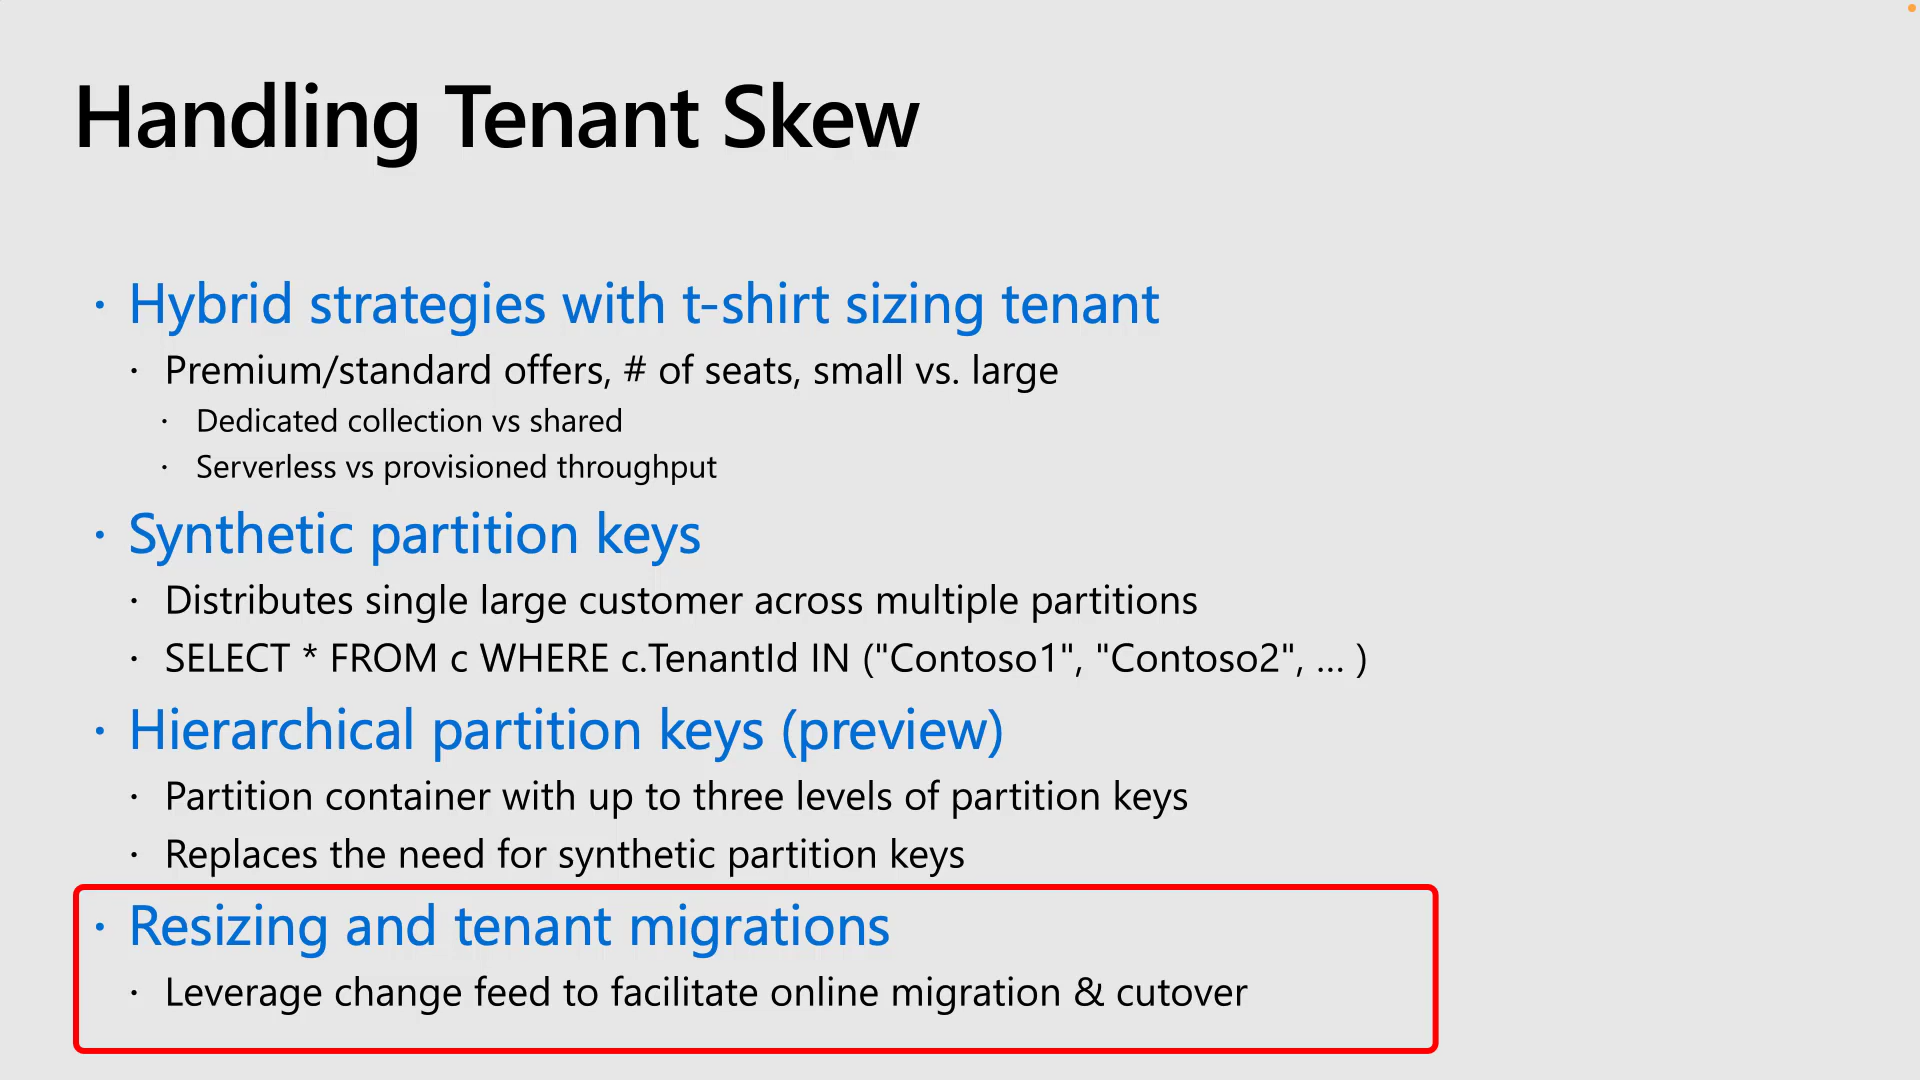 Handling Tenant Skew
· Hybrid strategies with t-shirt sizing tenant
· Premium/standard offers, # of seats, small vs. large
· Dedicated collection vs shared
· Serverless vs provisioned throughput
· Synthetic partition keys
· Distributes single large customer across multiple partitions
· SELECT * FROM c WHERE c.TenantId IN ("Contoso1", "Contoso2", … )
· Hierarchical partition keys (preview)
· Partition container with up to three levels of partition keys
· Replaces the need for synthetic partition keys
· Resizing and tenant migrations
· Leverage change feed to facilitate online migration & cutover